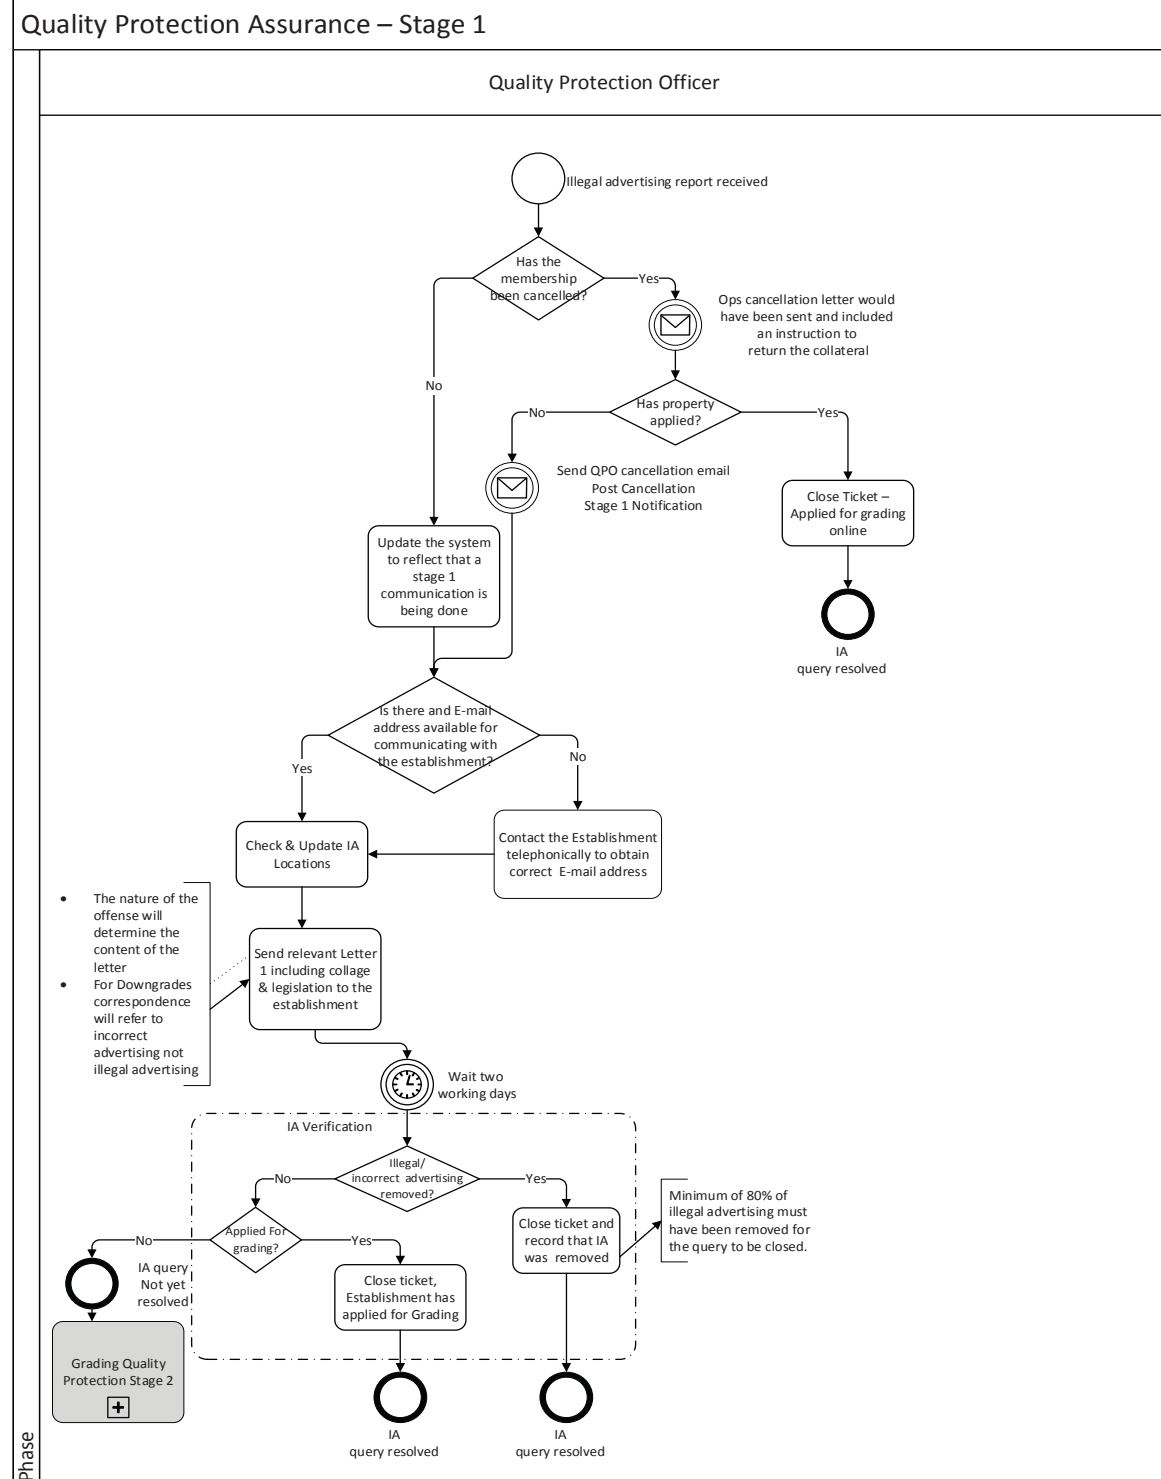 Quality Protection Assurance – Stage 1
Quality Protection Officer
Illegal advertising report received
Has the
membership
been cancelled?
Yes
Ops cancellation letter would
have been sent and included
an instruction to
return the collateral
No
Has property
applied?
No
Yes
Send QPO cancellation email
Post Cancellation
Stage 1 Notification
Close Ticket –
Applied for grading
online
Update the system
to reflect that a
stage 1
communication is
being done
IA
query resolved
Is there and E-mail
address available for
communicating with
the establishment?
Yes
No
Check & Update IA
Locations
Contact the Establishment
telephonically to obtain
correct E-mail address
• The nature of the
offense will
determine the
content of the
letter
• For Downgrades
correspondence
will refer to
incorrect
advertising not
illegal advertising
Send relevant Letter
1 including collage
& legislation to the
establishment
Wait two
working days
IA Verification
Illegal/
incorrect advertising
removed?
No
Yes
Minimum of 80% of
illegal advertising must
have been removed for
the query to be closed.
Close ticket and
record that IA
was removed
Applied For
grading?
No
Yes
IA query
Not yet
resolved
Close ticket,
Establishment has
applied for Grading
Grading Quality
Protection Stage 2
IA
query resolved
IA
query resolved
Phase